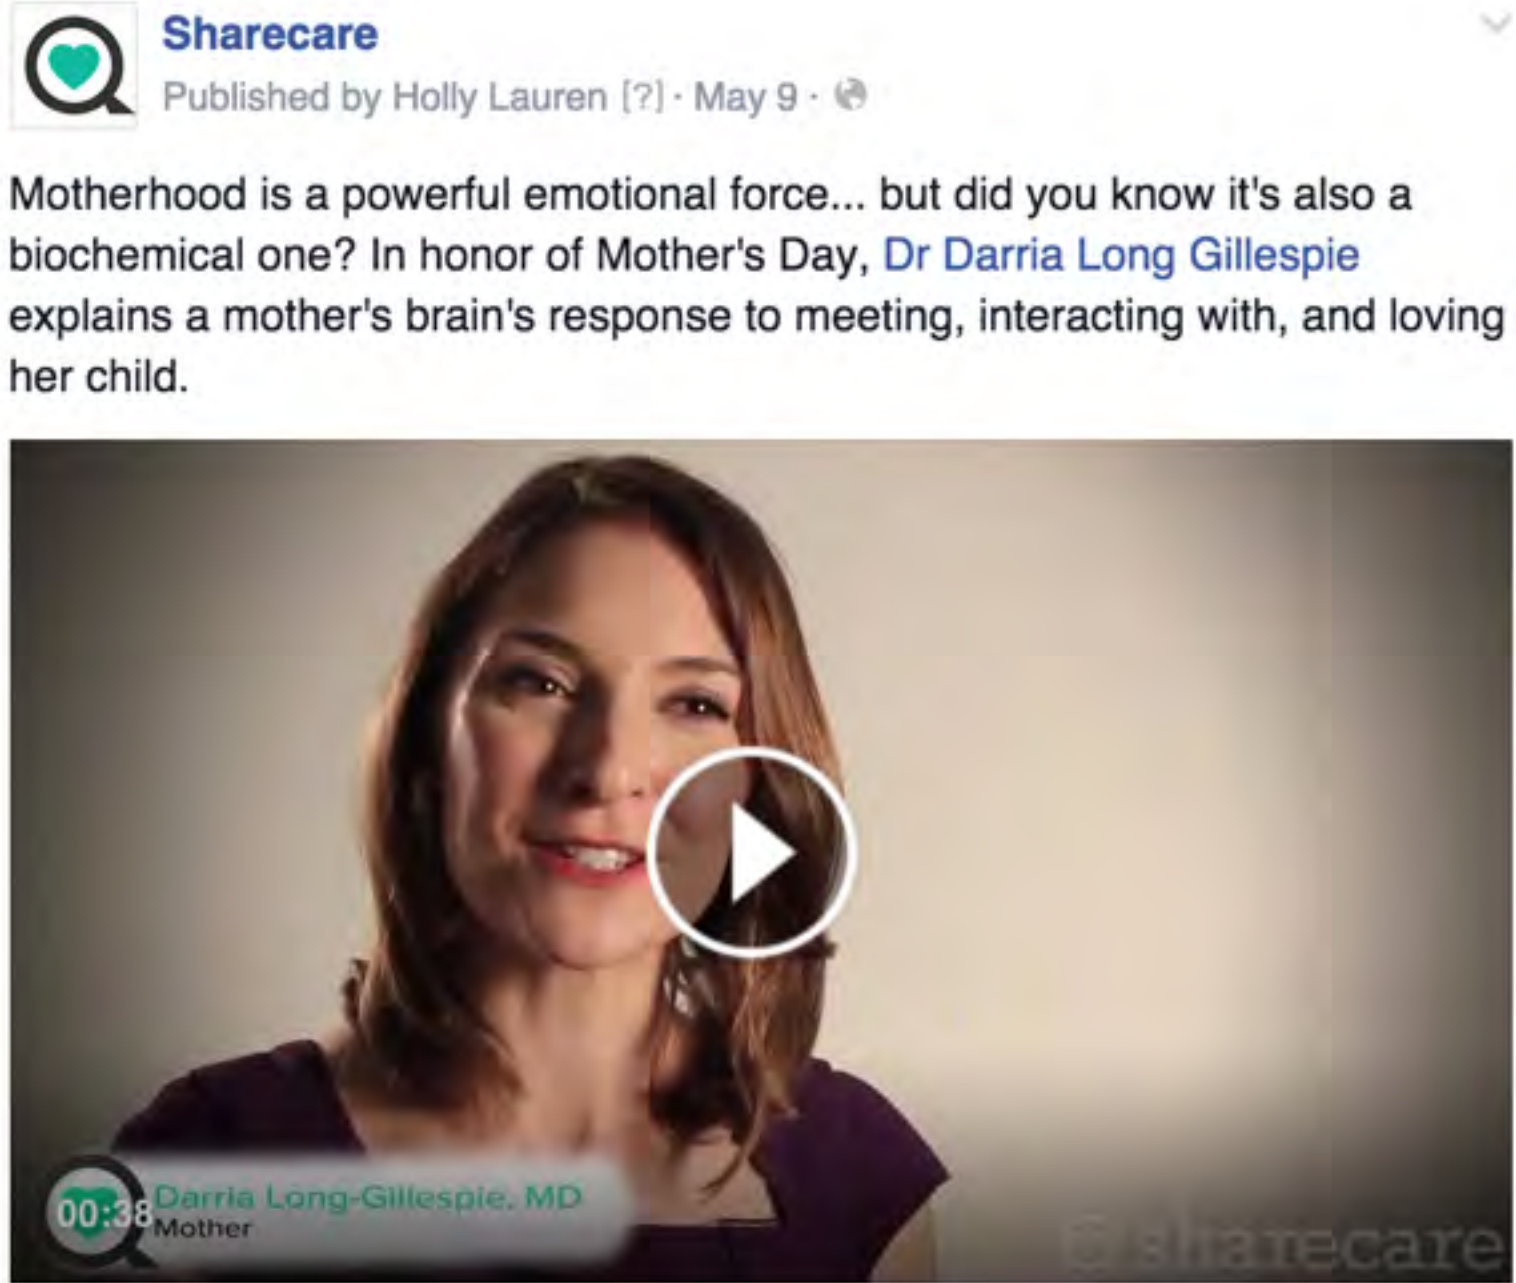 Sharecare
Published by Holly Lauren [?] · May 9 ·
Motherhood is a powerful emotional force... but did you know it's also a
biochemical one? In honor of Mother's Day, Dr Darria Long Gillespie
explains a mother's brain's response to meeting, interacting with, and loving
her child.
Darria Long-Gillespie, MD
00:38
Mother
sharecare